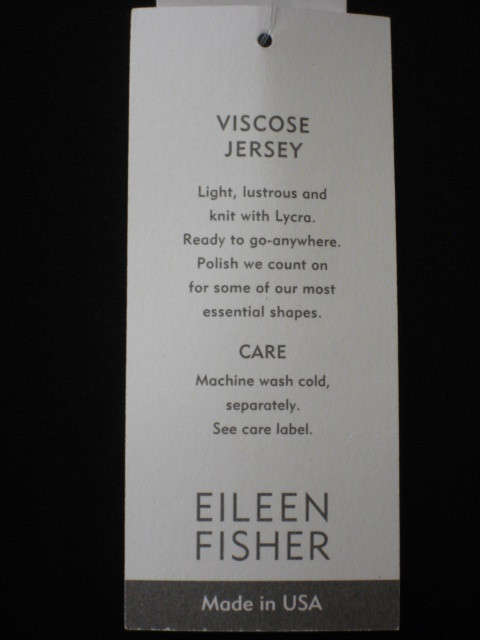 VISCOSE
JERSEY
Light, lustrous and
knit with Lycra.
Ready to go-anywhere.
Polish we count on
for some of our most
essential shapes.
CARE
Machine wash cold,
separately.
See care label.
EILEEN
FISHER
Made in USA